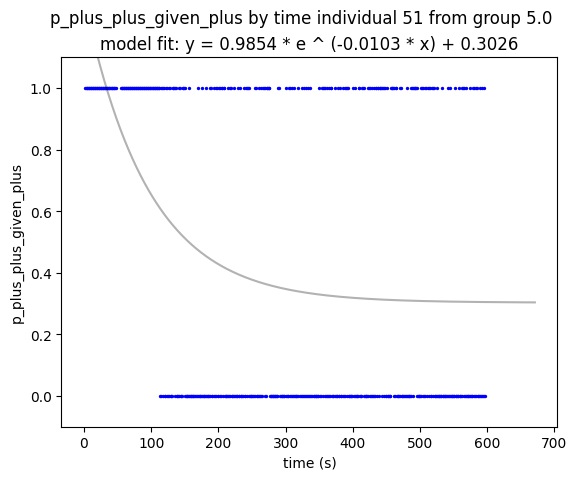 p_plus_plus_given_plus by time individual 51 from group 5.0
model fit: y = 0.9854 * e ^ (-0.0103 * x) + 0.3026
1.0
0.8
0.6
0.4
0.2
0.0
p_plus_plus_given_plus
0 100 200 300 400 500 600 700
time (s)